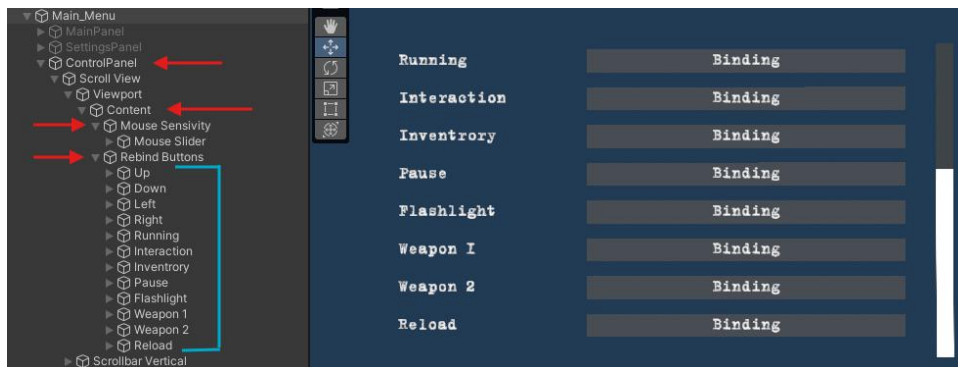 Main_Menu
MainPanel
SettingsPanel
ControlPanel
Scroll View
Viewport
Content
Mouse Sensivity
Mouse Slider
Rebind Buttons
Up
Down
Left
Right
Running
Interaction
Inventrory
Pause
Flashlight
Weapon 1
Weapon 2
Reload
Scrollbar Vertical
Running Binding
Interaction Binding
Inventrory Binding
Pause Binding
Flashlight Binding
Weapon I Binding
Weapon 2 Binding
Reload Binding